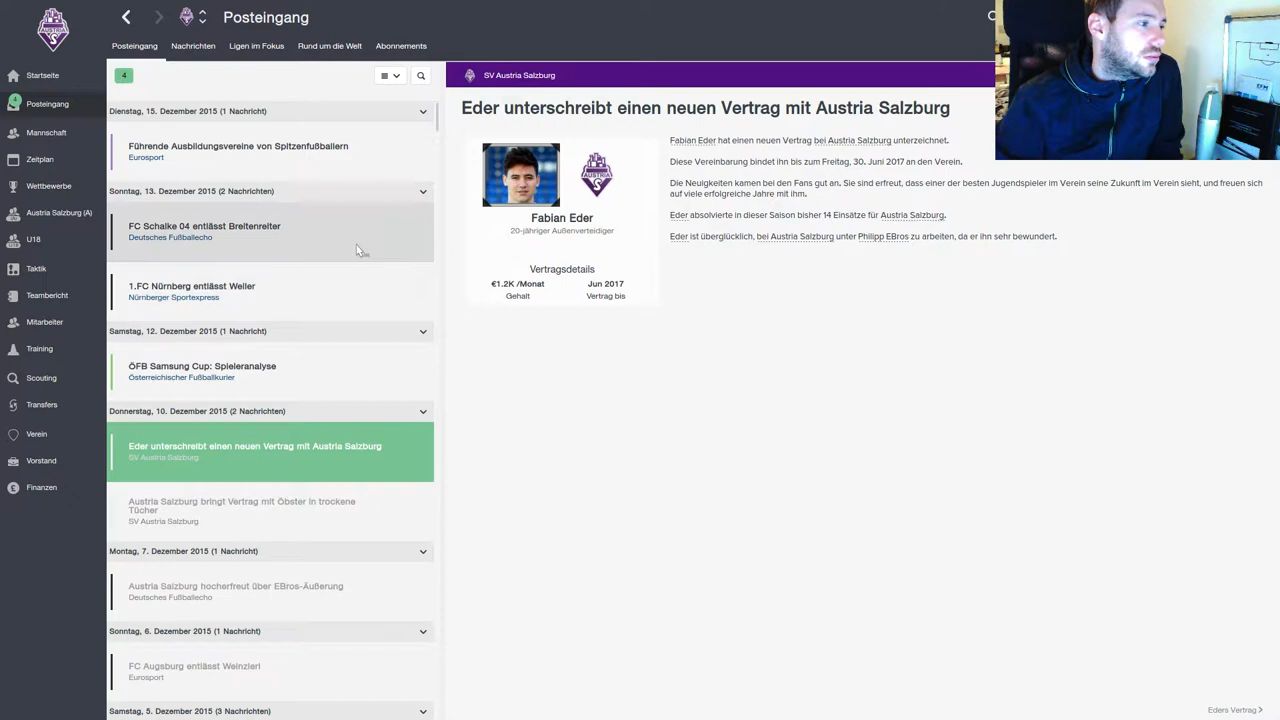 Posteingang
Posteingang
Nachrichten
Ligen im Fokus
Rund um die Welt
Abonnements
AUSTRIA
S
Startseite
Posteingang
Mannschaft
Zeitplan
Wettbewerbe
Austria Salzburg (A)
U18
Taktik
Teambericht
Mitarbeiter
Training
Scouting
Transfers
Verein
Vorstand
Finanzen
4
Dienstag, 15. Dezember 2015 (1 Nachricht)
Führende Ausbildungsvereine von Spitzenfußballern
Eurosport
Sonntag, 13. Dezember 2015 (2 Nachrichten)
FC Schalke 04 entlässt Breitenreiter
Deutsches Fußballecho
1.FC Nürnberg entlässt Weiler
Nürnberger Sportexpress
Samstag, 12. Dezember 2015 (1 Nachricht)
ÖFB Samsung Cup: Spieleranalyse
Österreichischer Fußballkurier
Donnerstag, 10. Dezember 2015 (2 Nachrichten)
Eder unterschreibt einen neuen Vertrag mit Austria Salzburg
SV Austria Salzburg
Austria Salzburg bringt Vertrag mit Öbster in trockene
Tücher
SV Austria Salzburg
Montag, 7. Dezember 2015 (1 Nachricht)
Austria Salzburg hocherfreut über EBros-Äußerung
Deutsches Fußballecho
Sonntag, 6. Dezember 2015 (1 Nachricht)
FC Augsburg entlässt Weinzierl
Eurosport
Samstag, 5. Dezember 2015 (3 Nachrichten)
SV Austria Salzburg
Eder unterschreibt einen neuen Vertrag mit Austria Salzburg
Fabian Eder
20-jähriger Außenverteidiger
Vertragsdetails
€1.2K /Monat
Jun 2017
Gehalt
Vertrag bis
Fabian Eder hat einen neuen Vertrag bei Austria Salzburg unterzeichnet.
Diese Vereinbarung bindet ihn bis zum Freitag, 30. Juni 2017 an den Verein.
Die Neuigkeiten kamen bei den Fans gut an. Sie sind erfreut, dass einer der besten Jugendspieler im Verein seine Zukunft im Verein sieht, und freuen sich
auf viele erfolgreiche Jahre mit ihm.
Eder absolvierte in dieser Saison bisher 14 Einsätze für Austria Salzburg.
Eder ist überglücklich, bei Austria Salzburg unter Philipp EBros zu arbeiten, da er ihn sehr bewundert.
Eders Vertrag